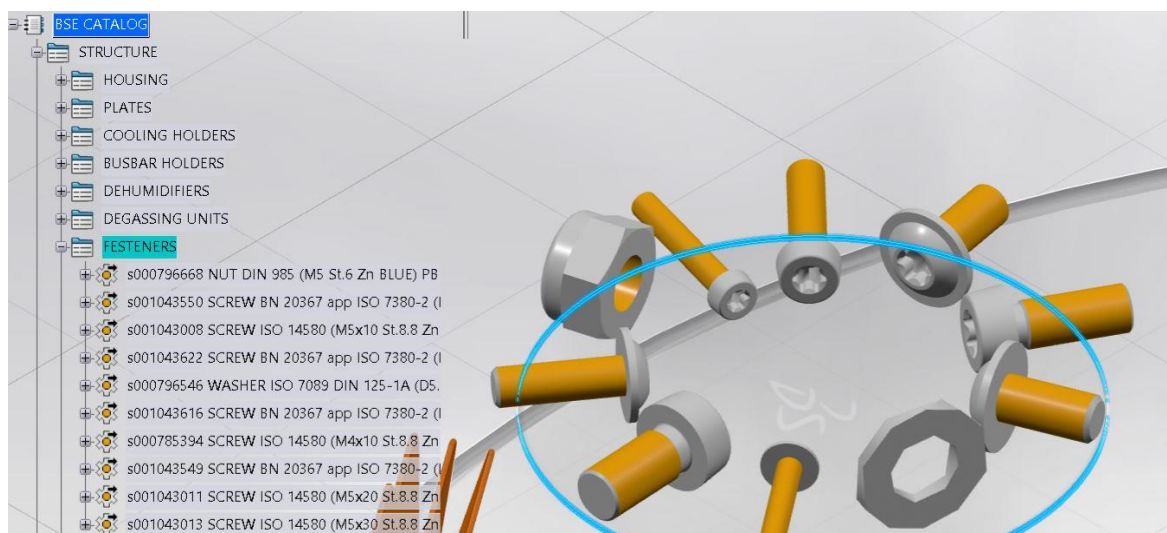 BSE CATALOG
STRUCTURE
HOUSING
PLATES
COOLING HOLDERS
BUSBAR HOLDERS
DEHUMIDIFIERS
DEGASSING UNITS
FESTENERS
s000796668 NUT DIN 985 (M5 St.6 Zn BLUE) PB
s001043550 SCREW BN 20367 app ISO 7380-2 (
s001043008 SCREW ISO 14580 (M5x10 St.8.8 Zn
s001043622 SCREW BN 20367 app ISO 7380-2 (
s000796546 WASHER ISO 7089 DIN 125-1A (D5.
s001043616 SCREW BN 20367 app ISO 7380-2 (
s000785394 SCREW ISO 14580 (M4x10 St.8.8 Zn
s001043549 SCREW BN 20367 app ISO 7380-2 (
s001043011 SCREW ISO 14580 (M5x20 St.8.8 Zn
s001043013 SCREW ISO 14580 (M5x30 St.8.8 Zn